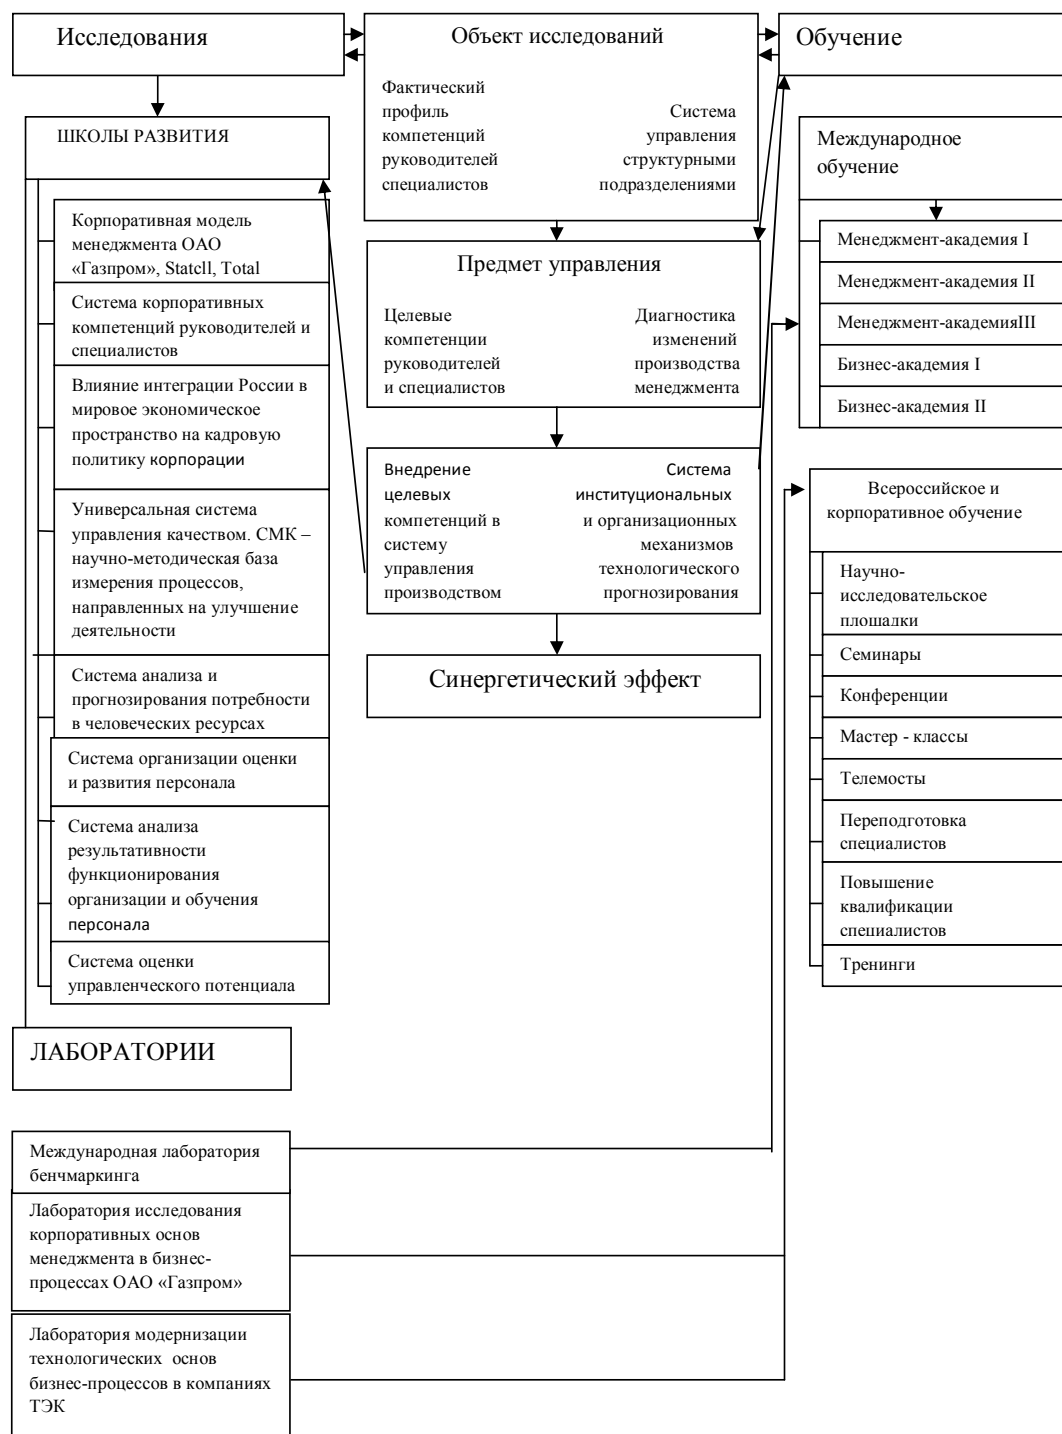 Исследования
ШКОЛЫ РАЗВИТИЯ
Корпоративная модель
менеджмента ОАО
«Газпром», Statcll, Total
Система корпоративных
компетенций руководителей и
специалистов
Влияние интеграции России в
мировое экономическое
пространство на кадровую
политику корпорации
Универсальная система
управления качеством. СМК –
научно-методическая база
измерения процессов,
направленных на улучшение
деятельности
Система анализа и
прогнозирования потребности
в человеческих ресурсах
Система организации оценки
и развития персонала
Система анализа
результативности
функционирования
организации и обучения
персонала
Система оценки
управленческого потенциала
ЛАБОРАТОРИИ
Международная лаборатория
бенчмаркинга
Лаборатория исследования
корпоративных основ
менеджмента в бизнес-
процессах ОАО «Газпром»
Лаборатория модернизации
технологических основ
бизнес-процессов в компаниях
ТЭК
Объект исследований
Фактический
профиль
компетенций
руководителей
специалистов
Система
управления
структурными
подразделениями
Предмет управления
Целевые
компетенции
руководителей
и специалистов
Диагностика
изменений
производства
менеджмента
Внедрение
целевых
компетенций в
систему
управления
производством
Система
институциональных
и организационных
механизмов
технологического
прогнозирования
Синергетический эффект
Обучение
Международное
обучение
Менеджмент-академия I
Менеджмент-академия II
Менеджмент-академияIII
Бизнес-академия I
Бизнес-академия II
Всероссийское и
корпоративное обучение
Научно-
исследовательское
площадки
Семинары
Конференции
Мастер - классы
Телемосты
Переподготовка
специалистов
Повышение
квалификации
специалистов
Тренинги